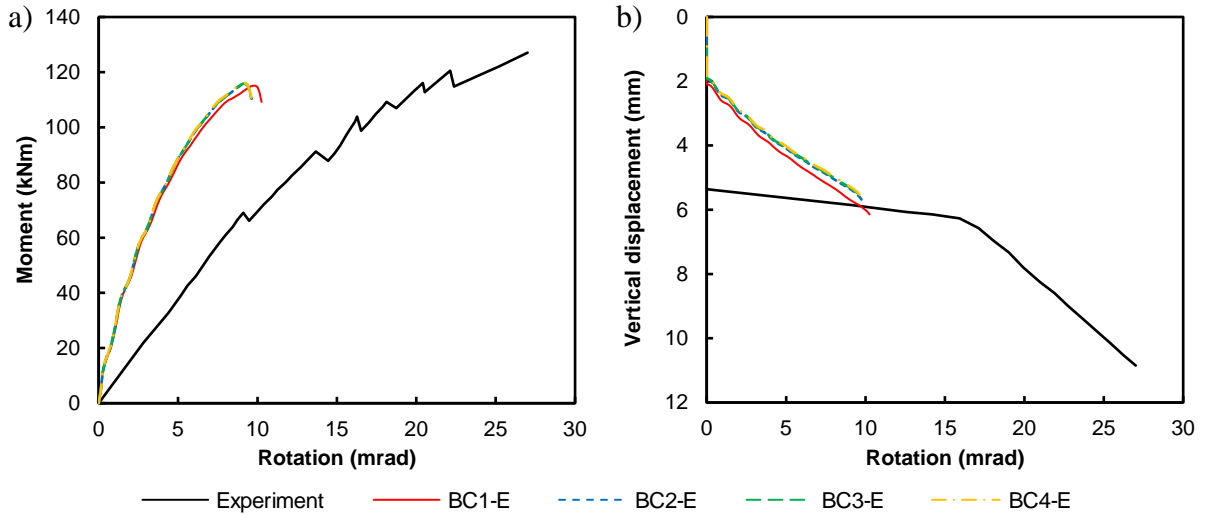 a)
Moment (kNm)
140
120
100
80
60
40
20
0
0 5 10 15 20 25 30
Rotation (mrad)
b)
Vertical displacement (mm)
0
2
4
6
8
10
12
0 5 10 15 20 25 30
Rotation (mrad)
Experiment BC1-E BC2-E BC3-E BC4-E